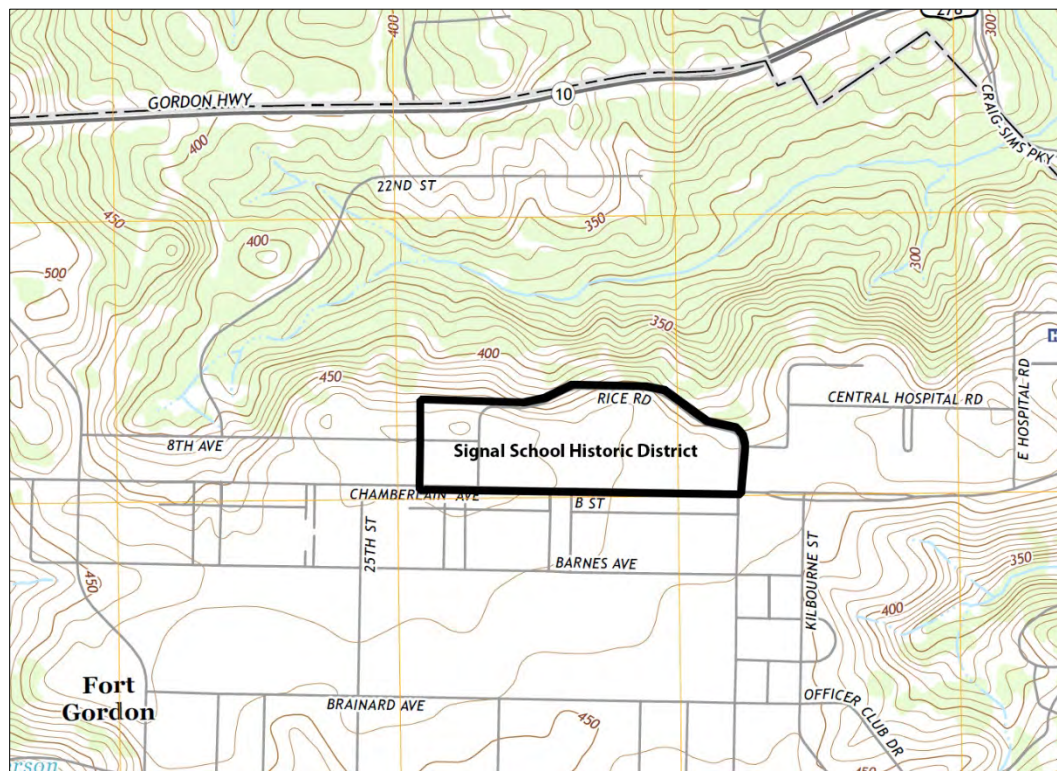 278
300
400
GORDON HWY
10
CRAIG-SIMS PKY
400
22ND ST
450
350
400
300
500
350
400
450
RICE RD
CENTRAL HOSPITAL RD
E HOSPITAL RD
H
8TH AVE
Signal School Historic District
CHAMBERLAIN AVE
B ST
25TH ST
BARNES AVE
KILBOURNE ST
350
450
400
Fort
Gordon
BRAINARD AVE
OFFICER CLUB DR
450
450
rson